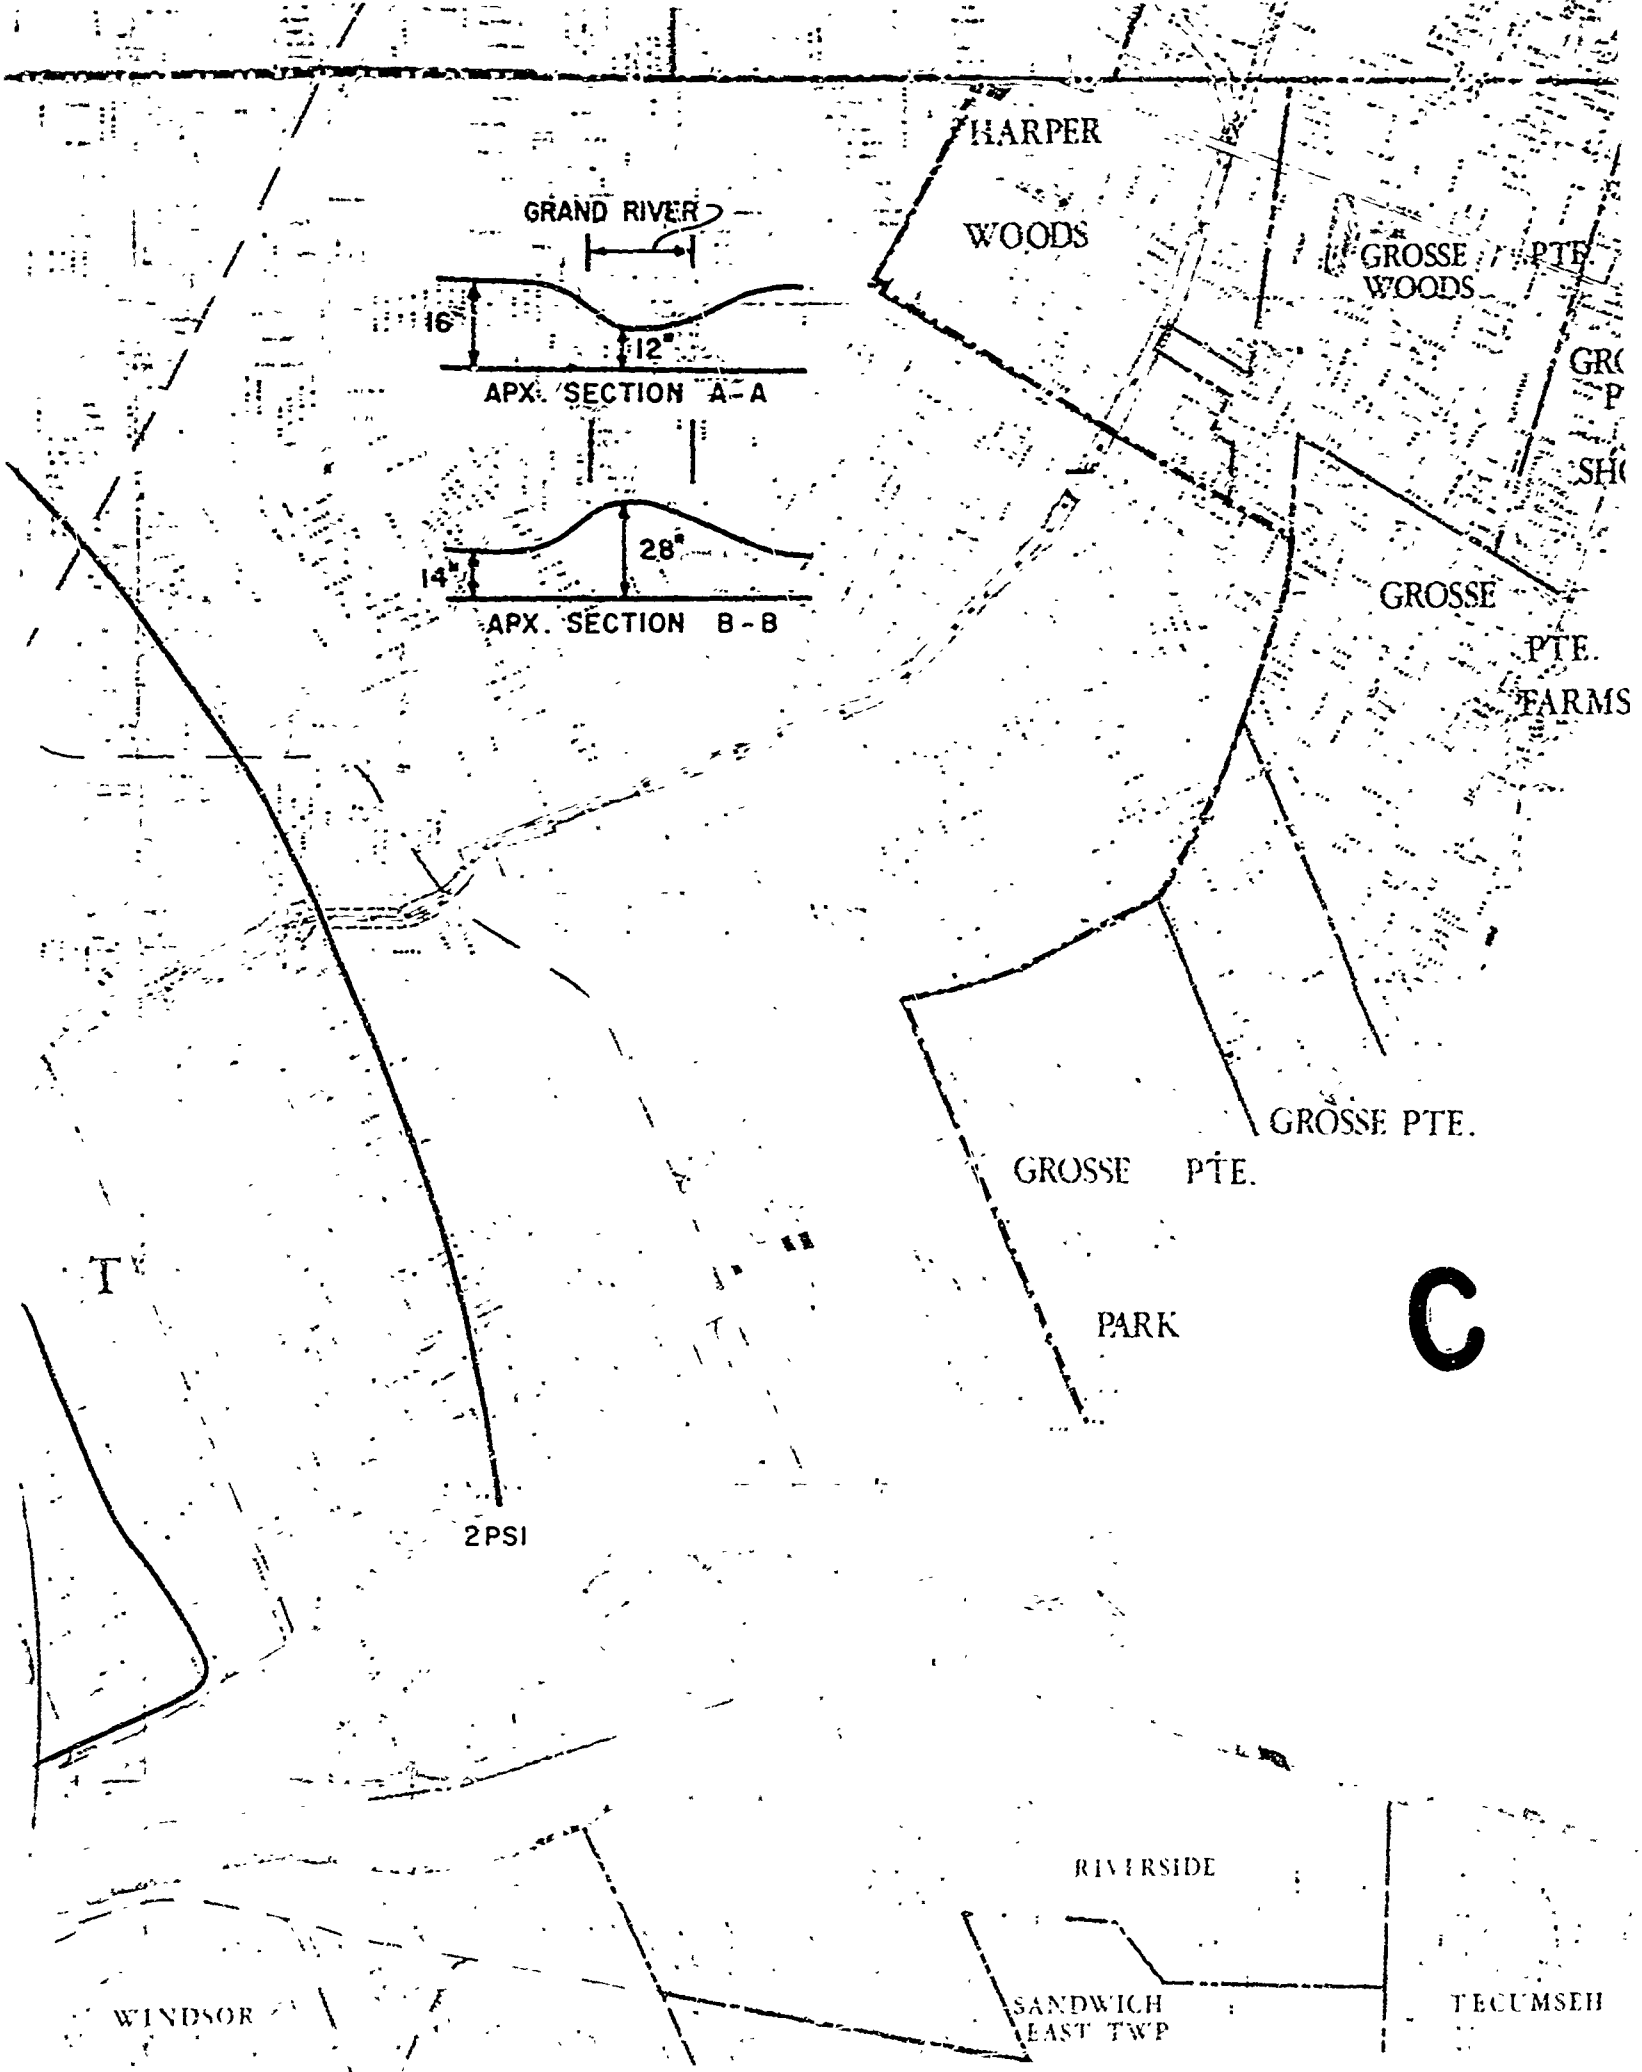 HARPER
WOODS
GRAND RIVER
GROSSE PTE.
WOODS
16"
12"
APX. SECTION A-A
28"
14"
APX. SECTION B-B
GROSSE
PTE.
FARMS
GROSSE PTE.
GROSSE PTE.
PARK
T
C
2PSI
RIVERSIDE
WINDSOR
SANDWICH
EAST TWP
TECUMSEH